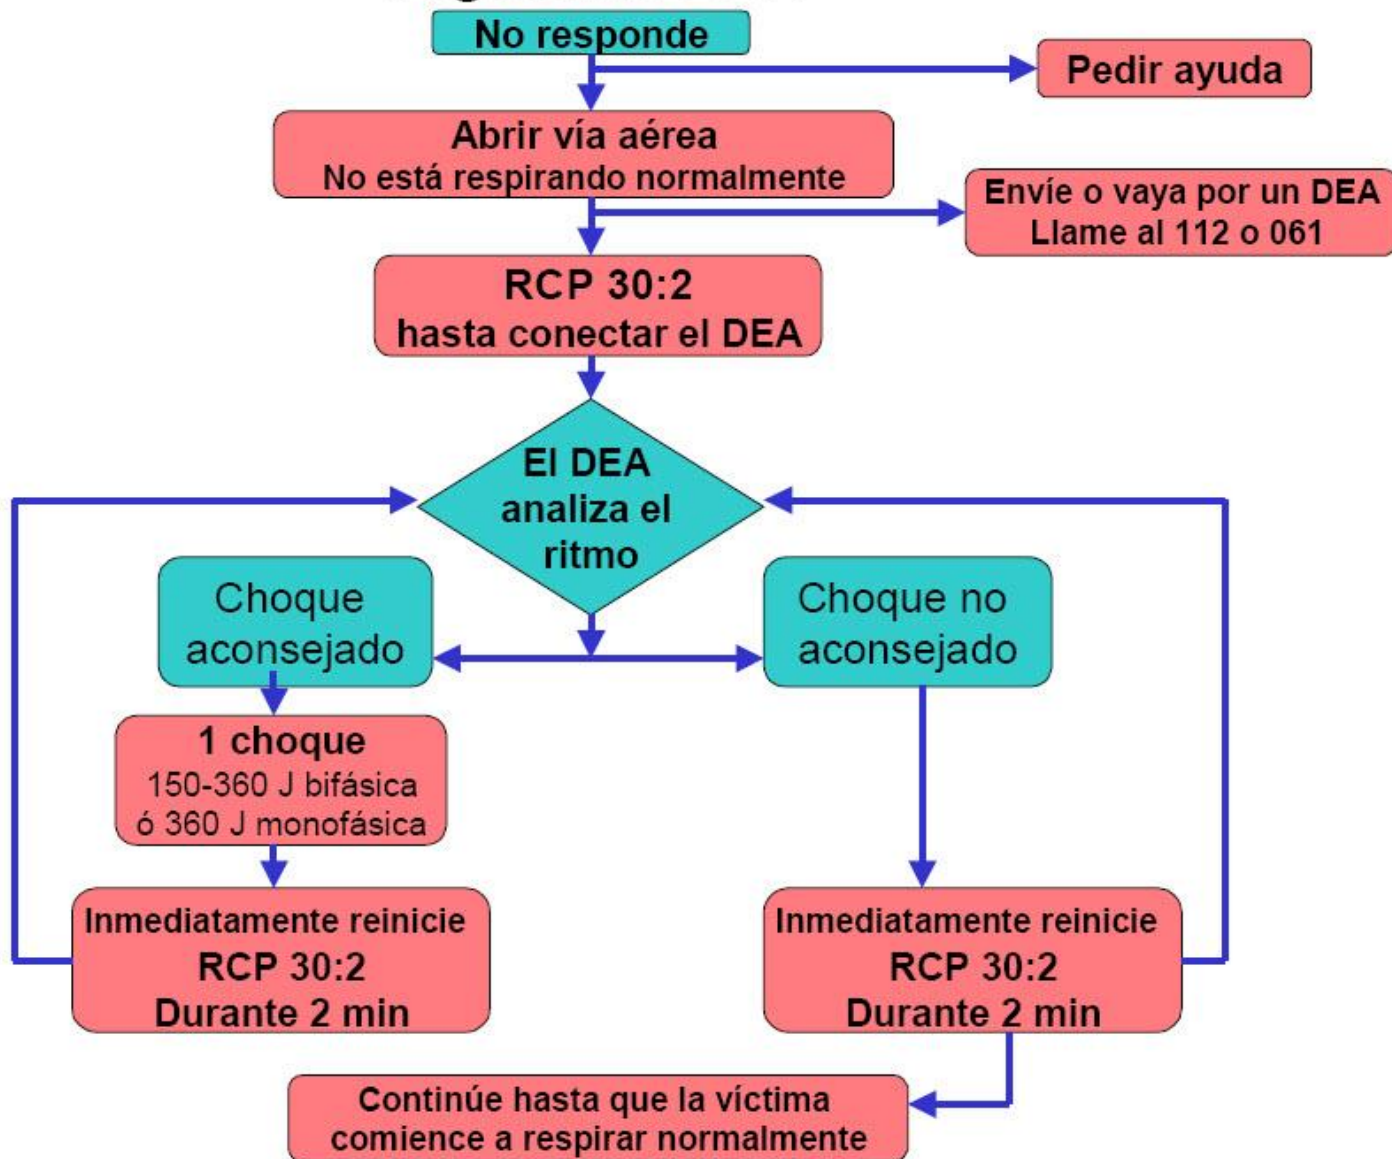 No responde
Pedir ayuda
Abrir vía aérea
No está respirando normalmente
Envíe o vaya por un DEA
Llame al 112 o 061
RCP 30:2
hasta conectar el DEA
El DEA
analiza el
ritmo
Choque
aconsejado
Choque no
aconsejado
1 choque
150-360 J bifásica
ó 360 J monofásica
Inmediatamente reinicie
RCP 30:2
Durante 2 min
Inmediatamente reinicie
RCP 30:2
Durante 2 min
Continúe hasta que la víctima
comience a respirar normalmente